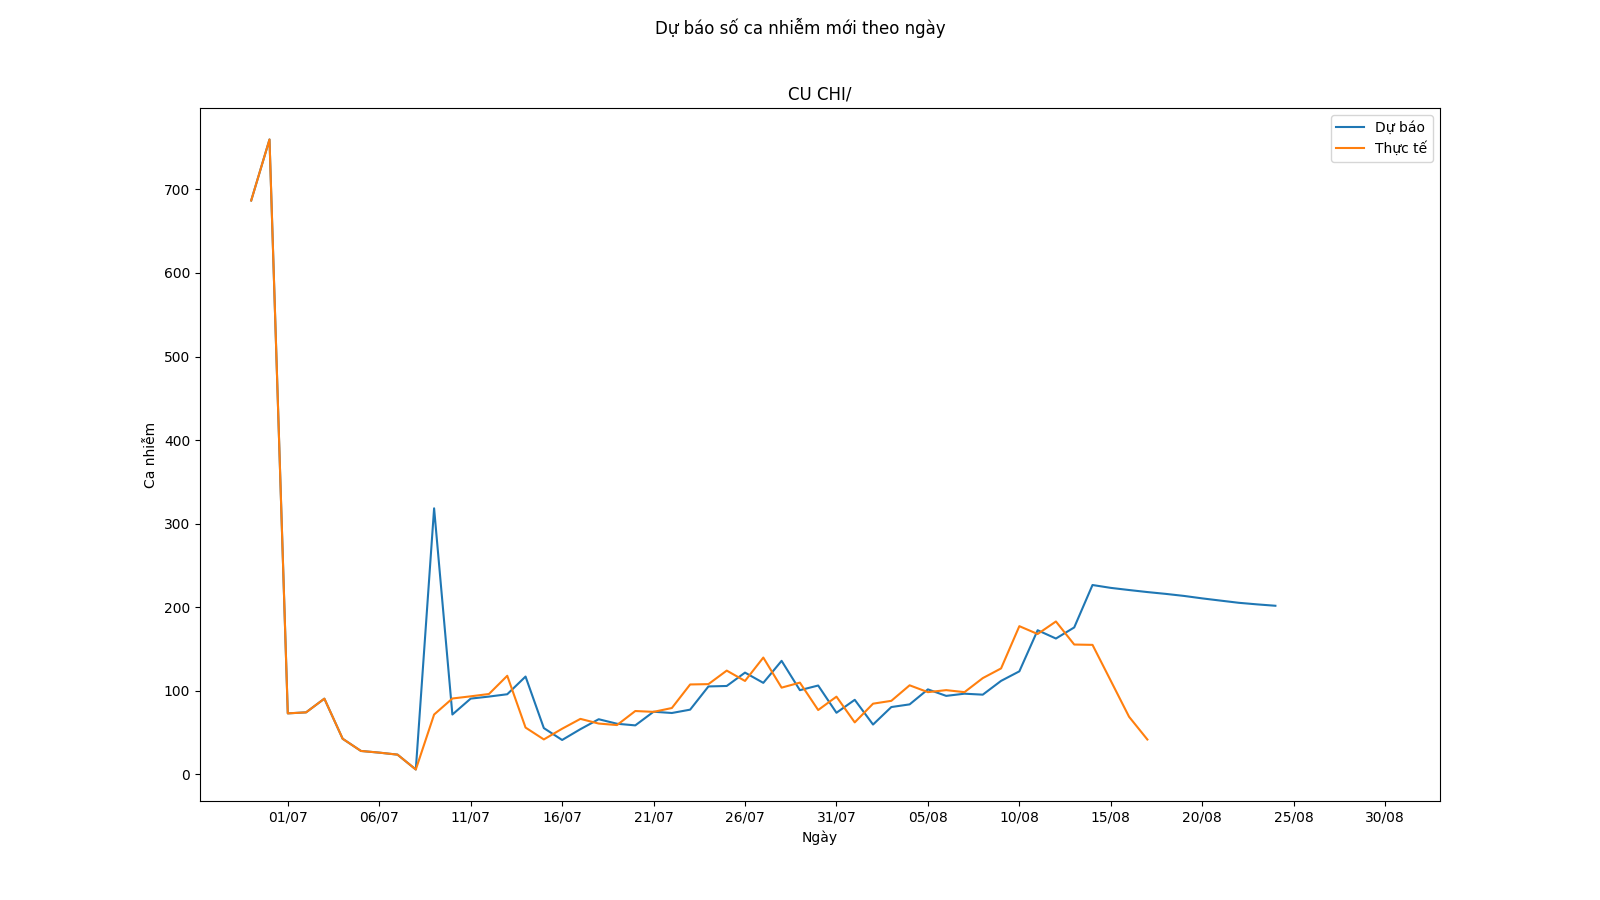 Dự báo số ca nhiễm mới theo ngày
CU CHI/
Dự báo
Thực tế
700
600
500
400
300
200
100
0
Ca nhiễm
01/07 06/07 11/07 16/07 21/07 26/07 31/07 05/08 10/08 15/08 20/08 25/08 30/08
Ngày